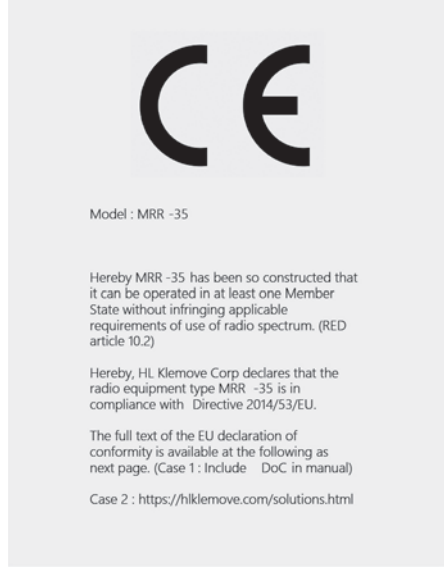 CE
Model : MRR -35
Hereby MRR -35 has been so constructed that
it can be operated in at least one Member
State without infringing applicable
requirements of use of radio spectrum. (RED
article 10.2)
Hereby, HL Klemove Corp declares that the
radio equipment type MRR -35 is in
compliance with Directive 2014/53/EU.
The full text of the EU declaration of
conformity is available at the following as
next page. (Case 1 : Include DoC in manual)
Case 2 : https://hlklemove.com/solutions.html